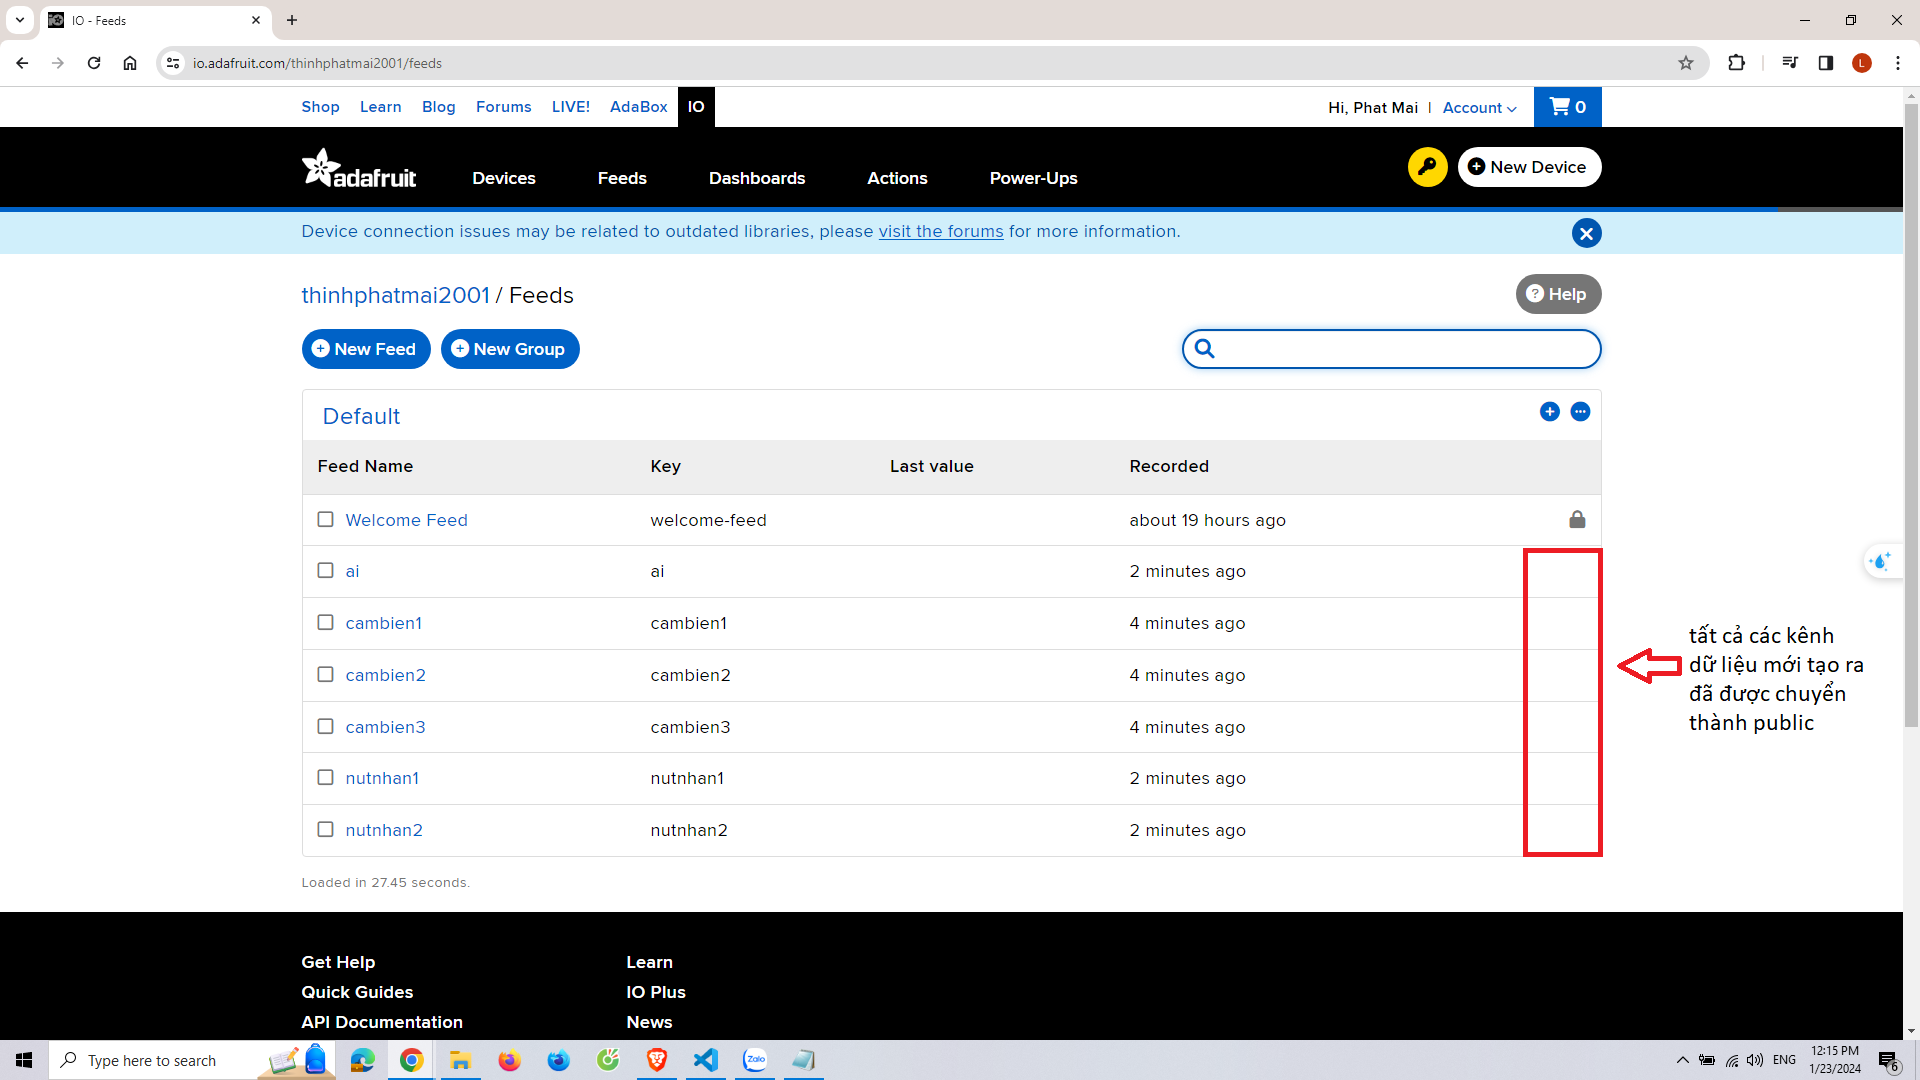 IO - Feeds
io.adafruit.com/thinhphatmai2001/feeds
L
Shop Learn Blog Forums LIVE! AdaBox IO
Hi, Phat Mai | Account 0
adafruit Devices Feeds Dashboards Actions Power-Ups New Device
Device connection issues may be related to outdated libraries, please visit the forums for more information.
thinhphatmai2001 / Feeds
Help
New Feed New Group
Default
Feed Name Key Last value Recorded
Welcome Feed welcome-feed about 19 hours ago
ai ai 2 minutes ago
cambien1 cambien1 4 minutes ago
cambien2 cambien2 4 minutes ago
cambien3 cambien3 4 minutes ago
nutnhan1 nutnhan1 2 minutes ago
nutnhan2 nutnhan2 2 minutes ago
tất cả các kênh
dữ liệu mới tạo ra
đã được chuyển
thành public
Loaded in 27.45 seconds.
Get Help Learn
Quick Guides IO Plus
API Documentation News
Type here to search
Zalo
ENG
12:15 PM
1/23/2024
6